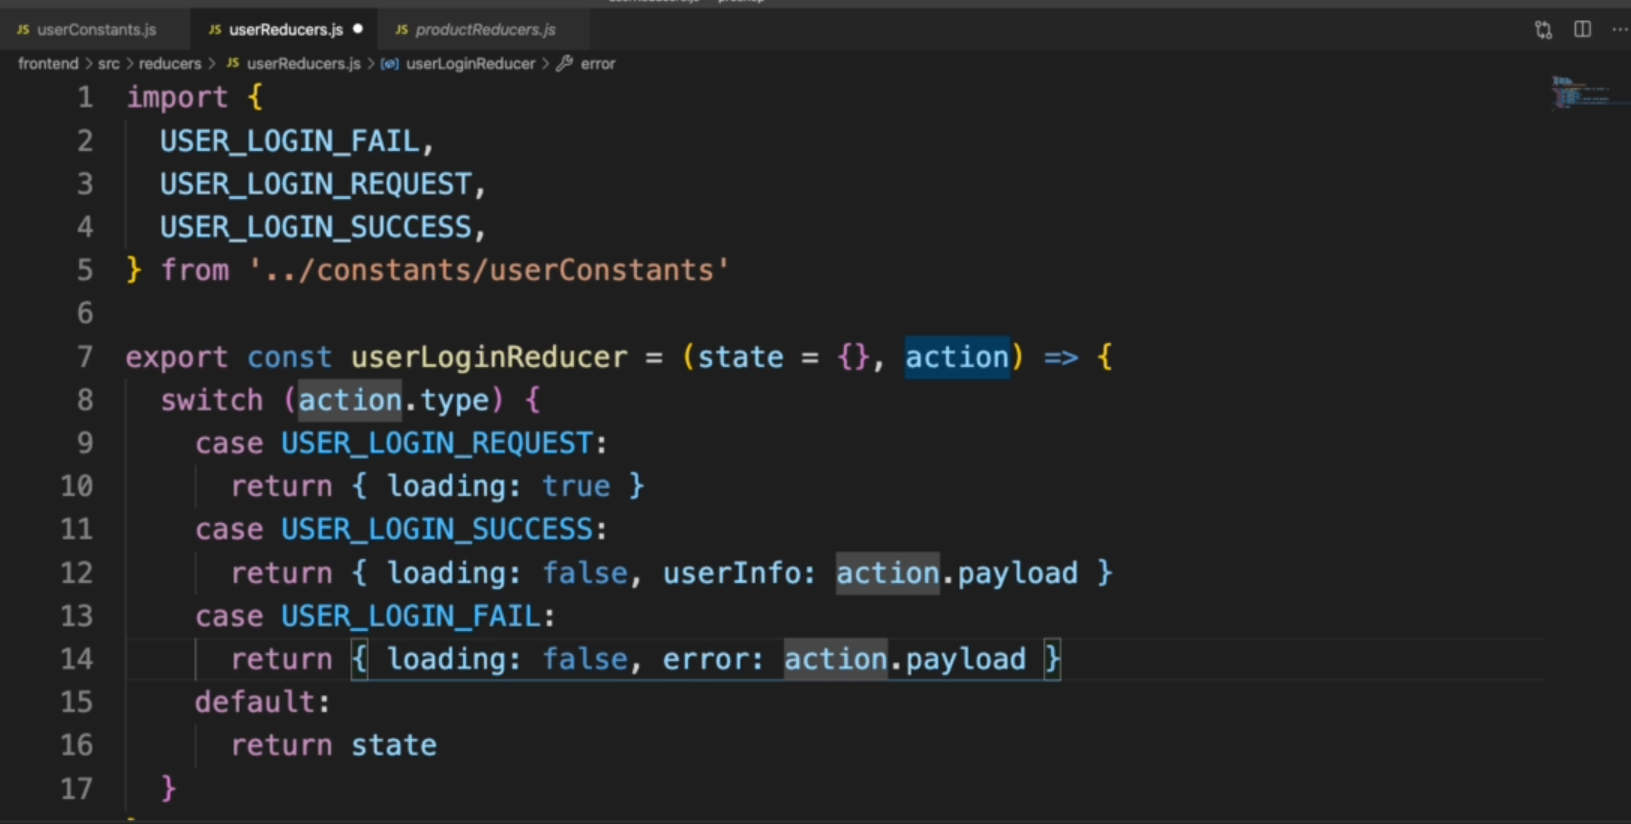 JS userConstants.js JS userReducers.js ● JS productReducers.js ...
frontend > src > reducers > JS userReducers.js > userLoginReducer > error
1 import {
2 USER_LOGIN_FAIL,
3 USER_LOGIN_REQUEST,
4 USER_LOGIN_SUCCESS,
5 } from '../constants/userConstants'
6
7 export const userLoginReducer = (state = {}, action) => {
8 switch (action.type) {
9 case USER_LOGIN_REQUEST:
10 return { loading: true }
11 case USER_LOGIN_SUCCESS:
12 return { loading: false, userInfo: action.payload }
13 case USER_LOGIN_FAIL:
14 return { loading: false, error: action.payload }
15 default:
16 return state
17 }